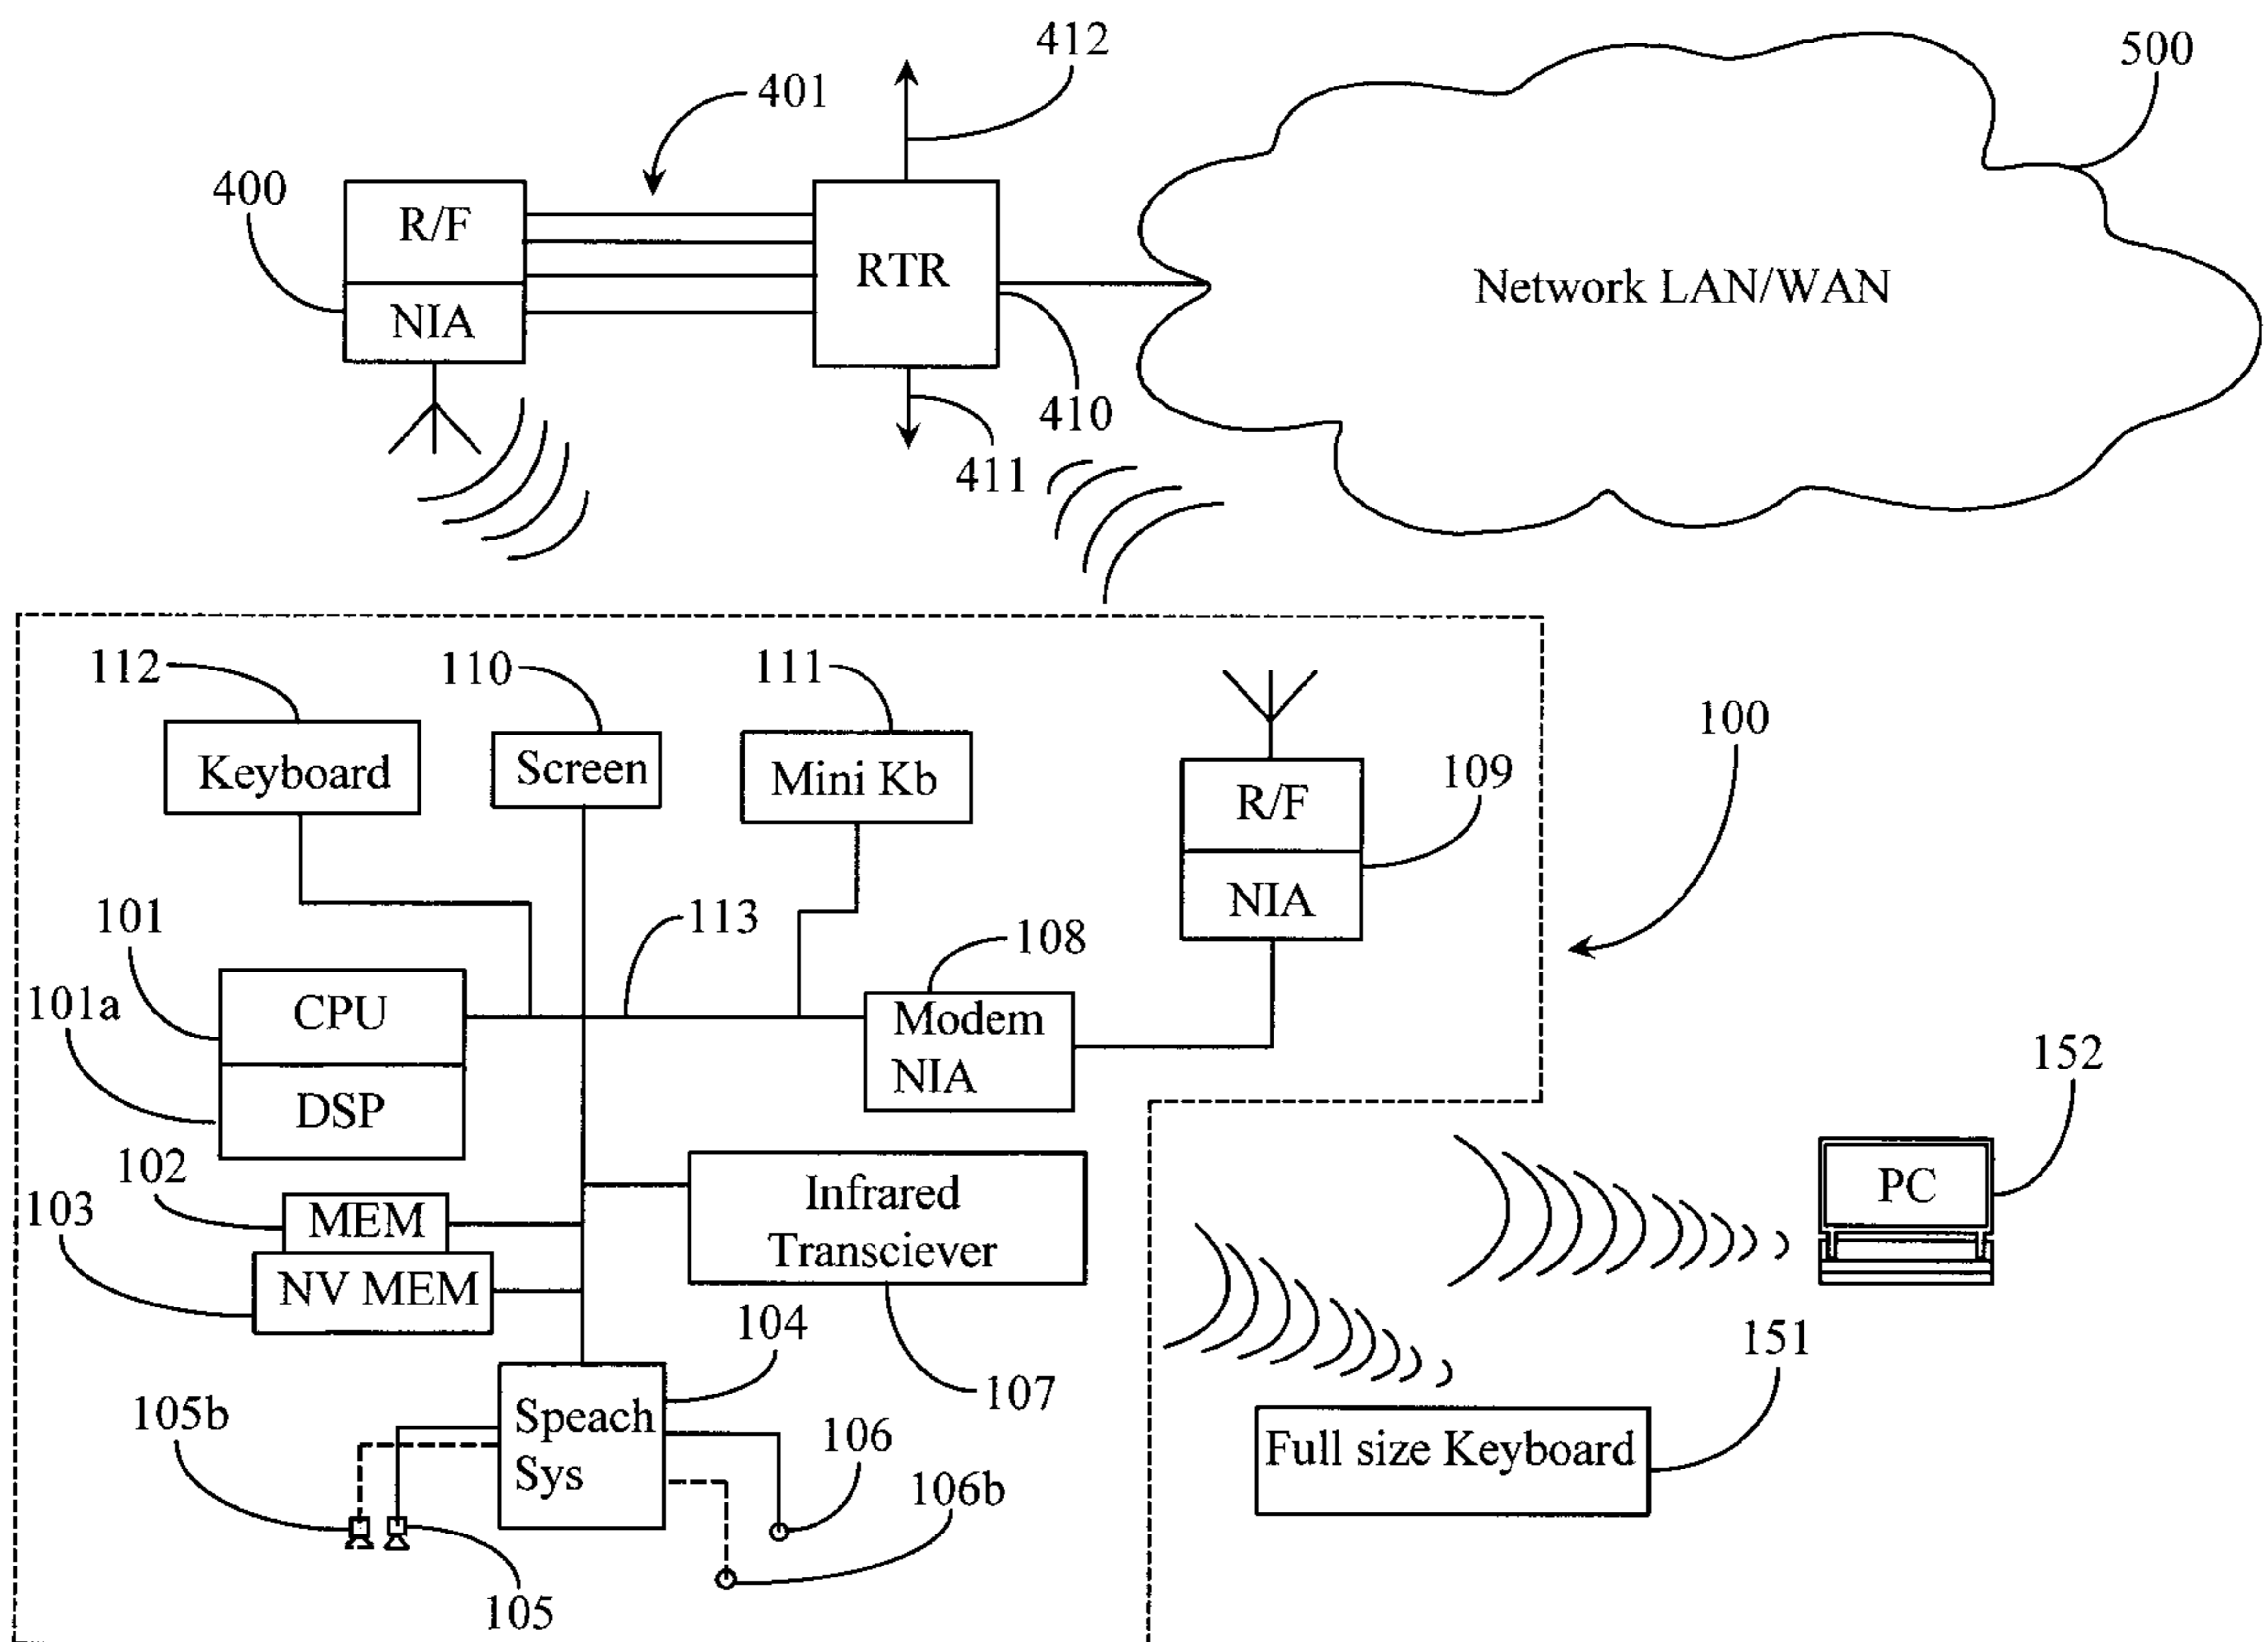 412
500
401
400
R/F
NIA
RTR
Network LAN/WAN
410
411
112
110
111
100
Keyboard
Screen
Mini Kb
109
R/F
NIA
101
113
108
101a
CPU
DSP
Modem
NIA
152
PC
102
103
MEM
NV MEM
Infrared
Transciever
104
107
151
105b
Speach
Sys
106
106b
Full size Keyboard
105